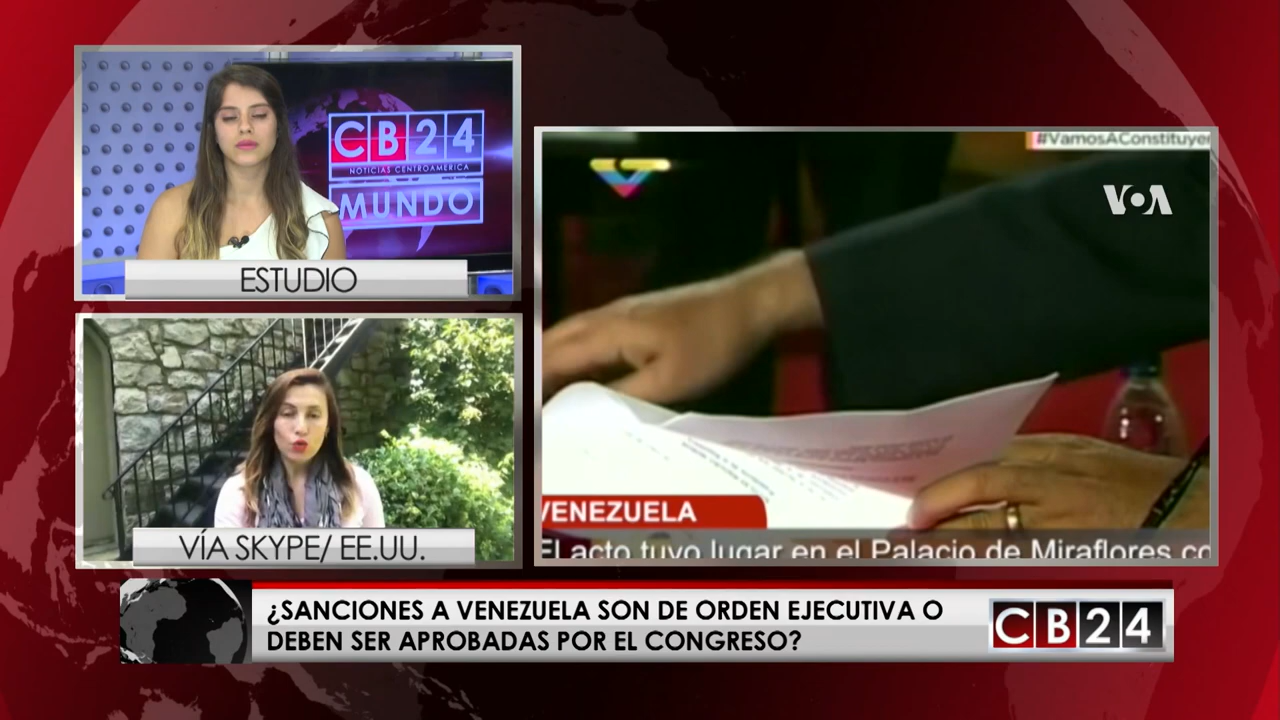 CB24
NOTICIAS CENTROAMERICA
MUNDO
ESTUDIO
VÍA SKYPE/ EE.UU.
#VamosAConstituye
VOA
VENEZUELA
El acto tuvo lugar en el Palacio de Miraflores co
¿SANCIONES A VENEZUELA SON DE ORDEN EJECUTIVA O
DEBEN SER APROBADAS POR EL CONGRESO?
CB24